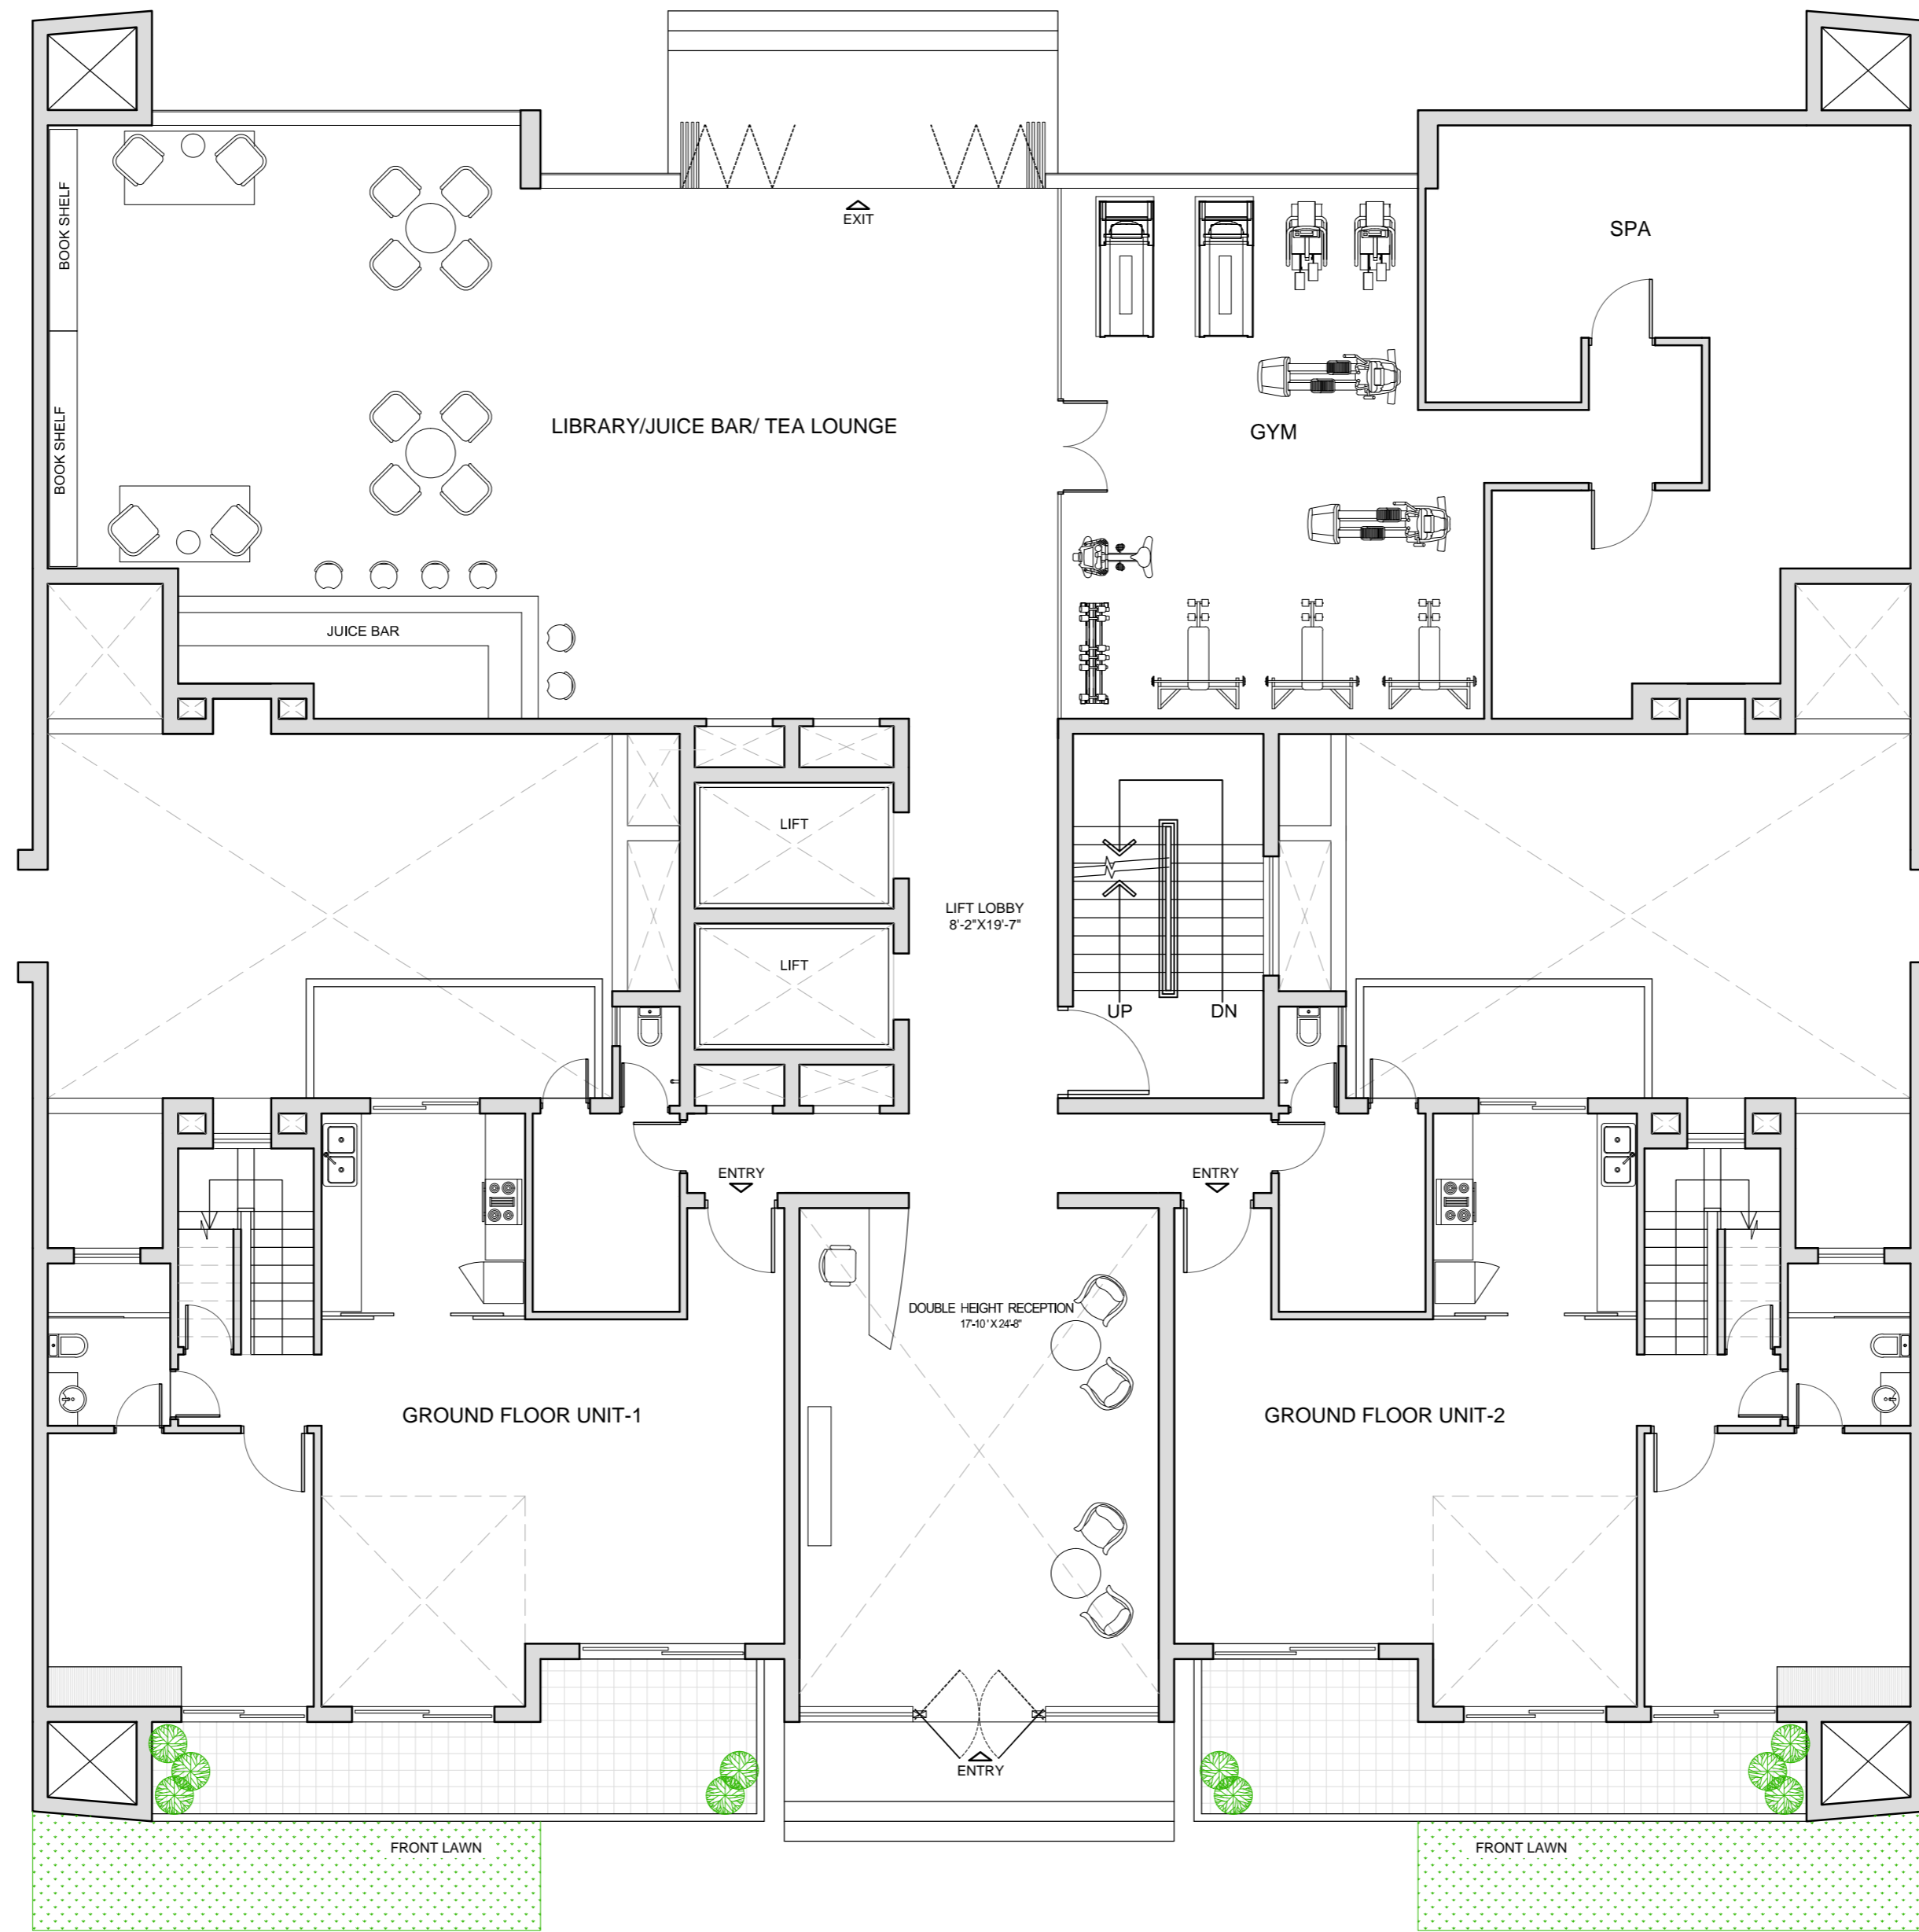 BOOK SHELF
EXIT
SPA
BOOK SHELF
LIBRARY/JUICE BAR/ TEA LOUNGE
GYM
JUICE BAR
LIFT
LIFT LOBBY
8'-2"X19'-7"
LIFT
UP
DN
ENTRY
ENTRY
DOUBLE HEIGHT RECEPTION
17'-10' X 24'-8"
GROUND FLOOR UNIT-1
GROUND FLOOR UNIT-2
ENTRY
FRONT LAWN
FRONT LAWN